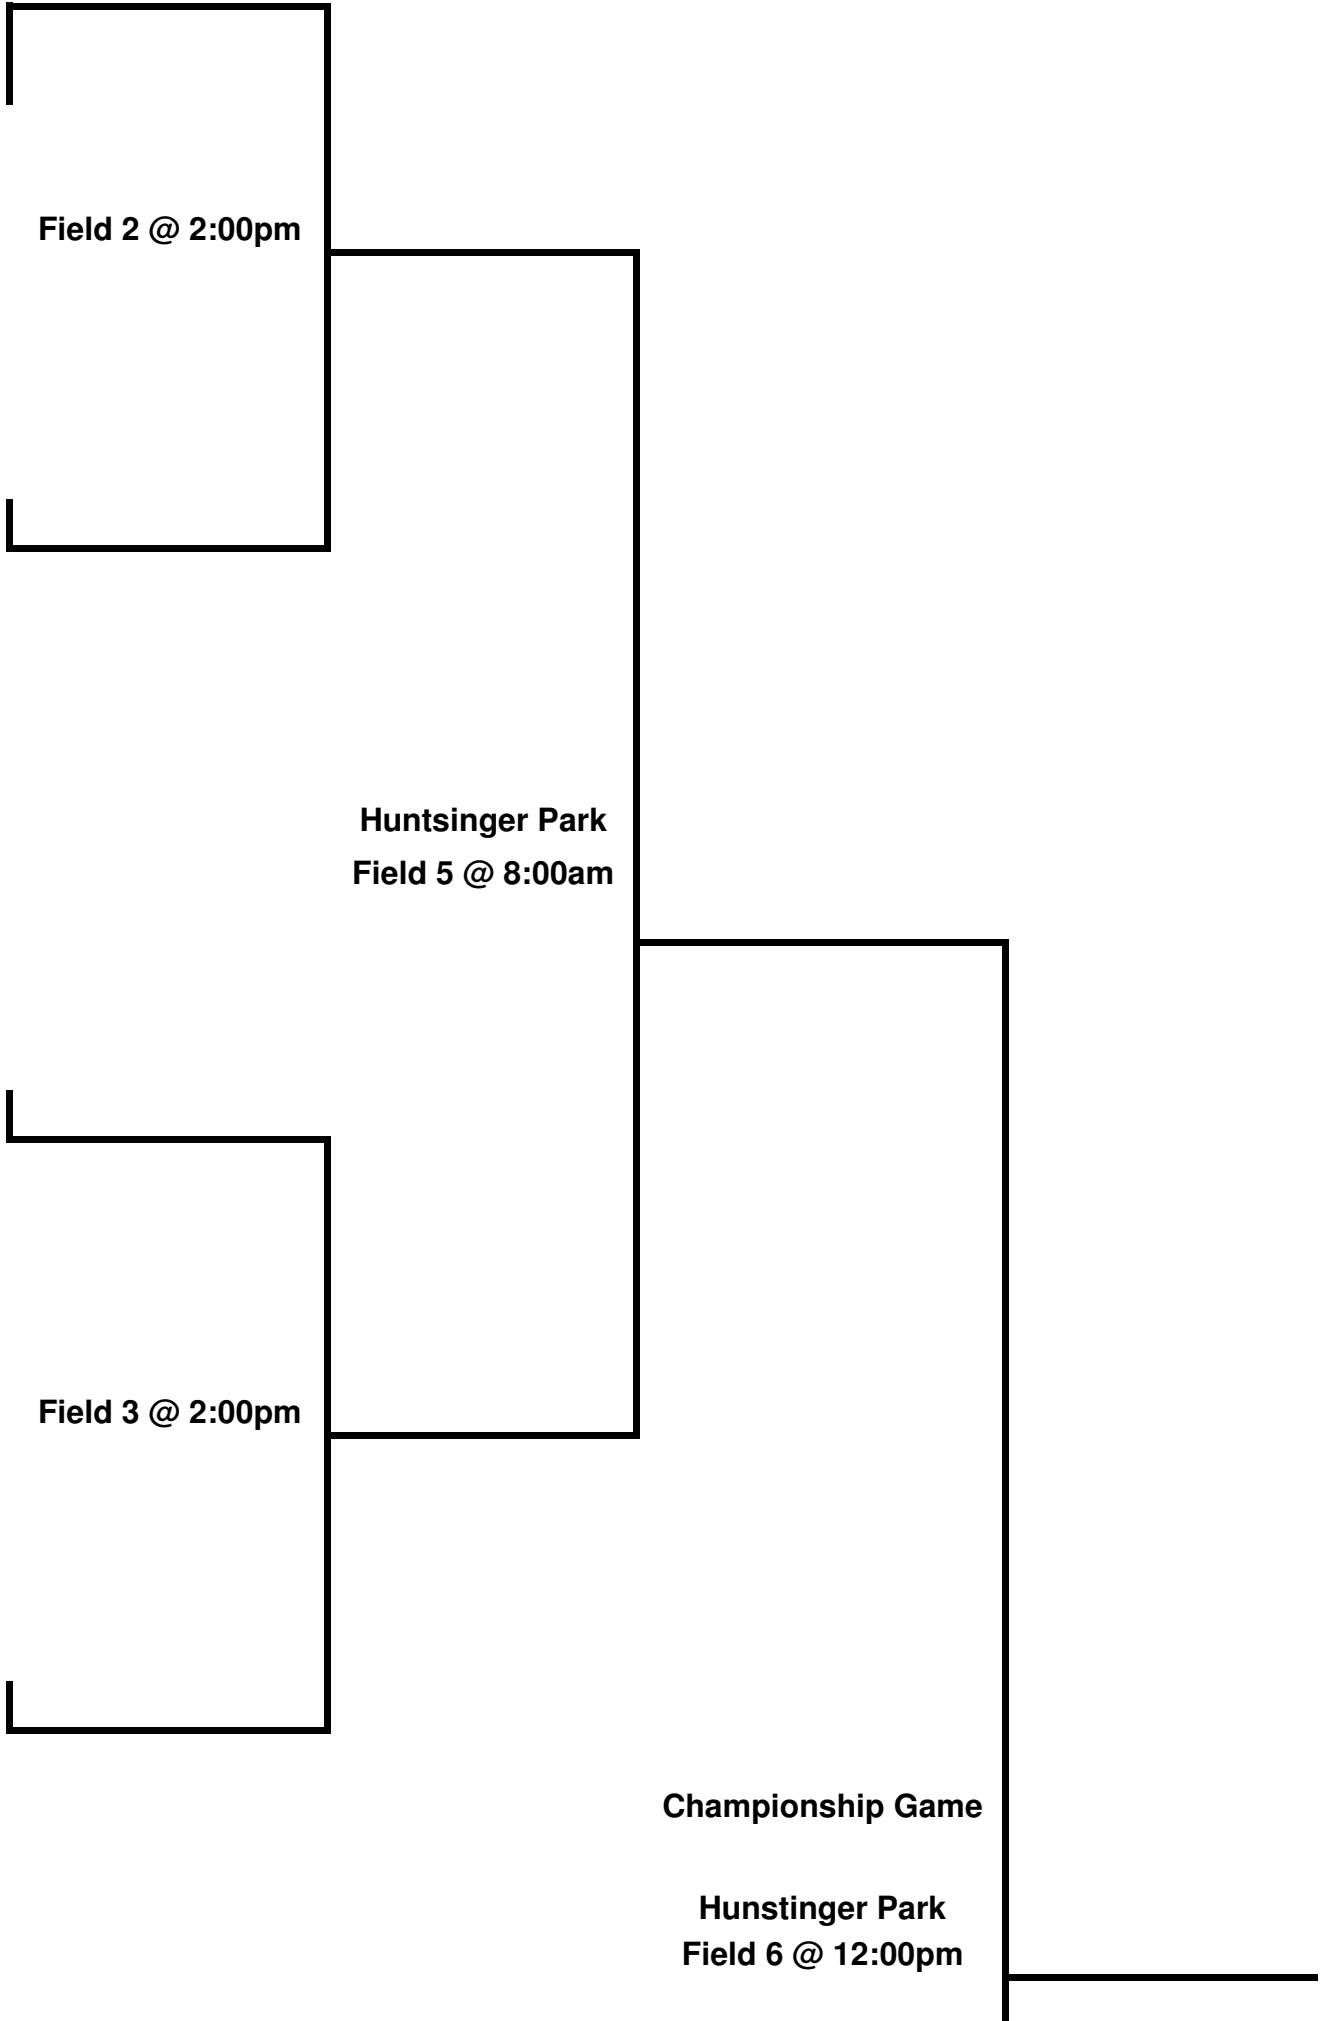 Field 2 @ 2:00pm
Huntsinger Park
Field 5 @ 8:00am
Field 3 @ 2:00pm
Championship Game
Hunstinger Park
Field 6 @ 12:00pm